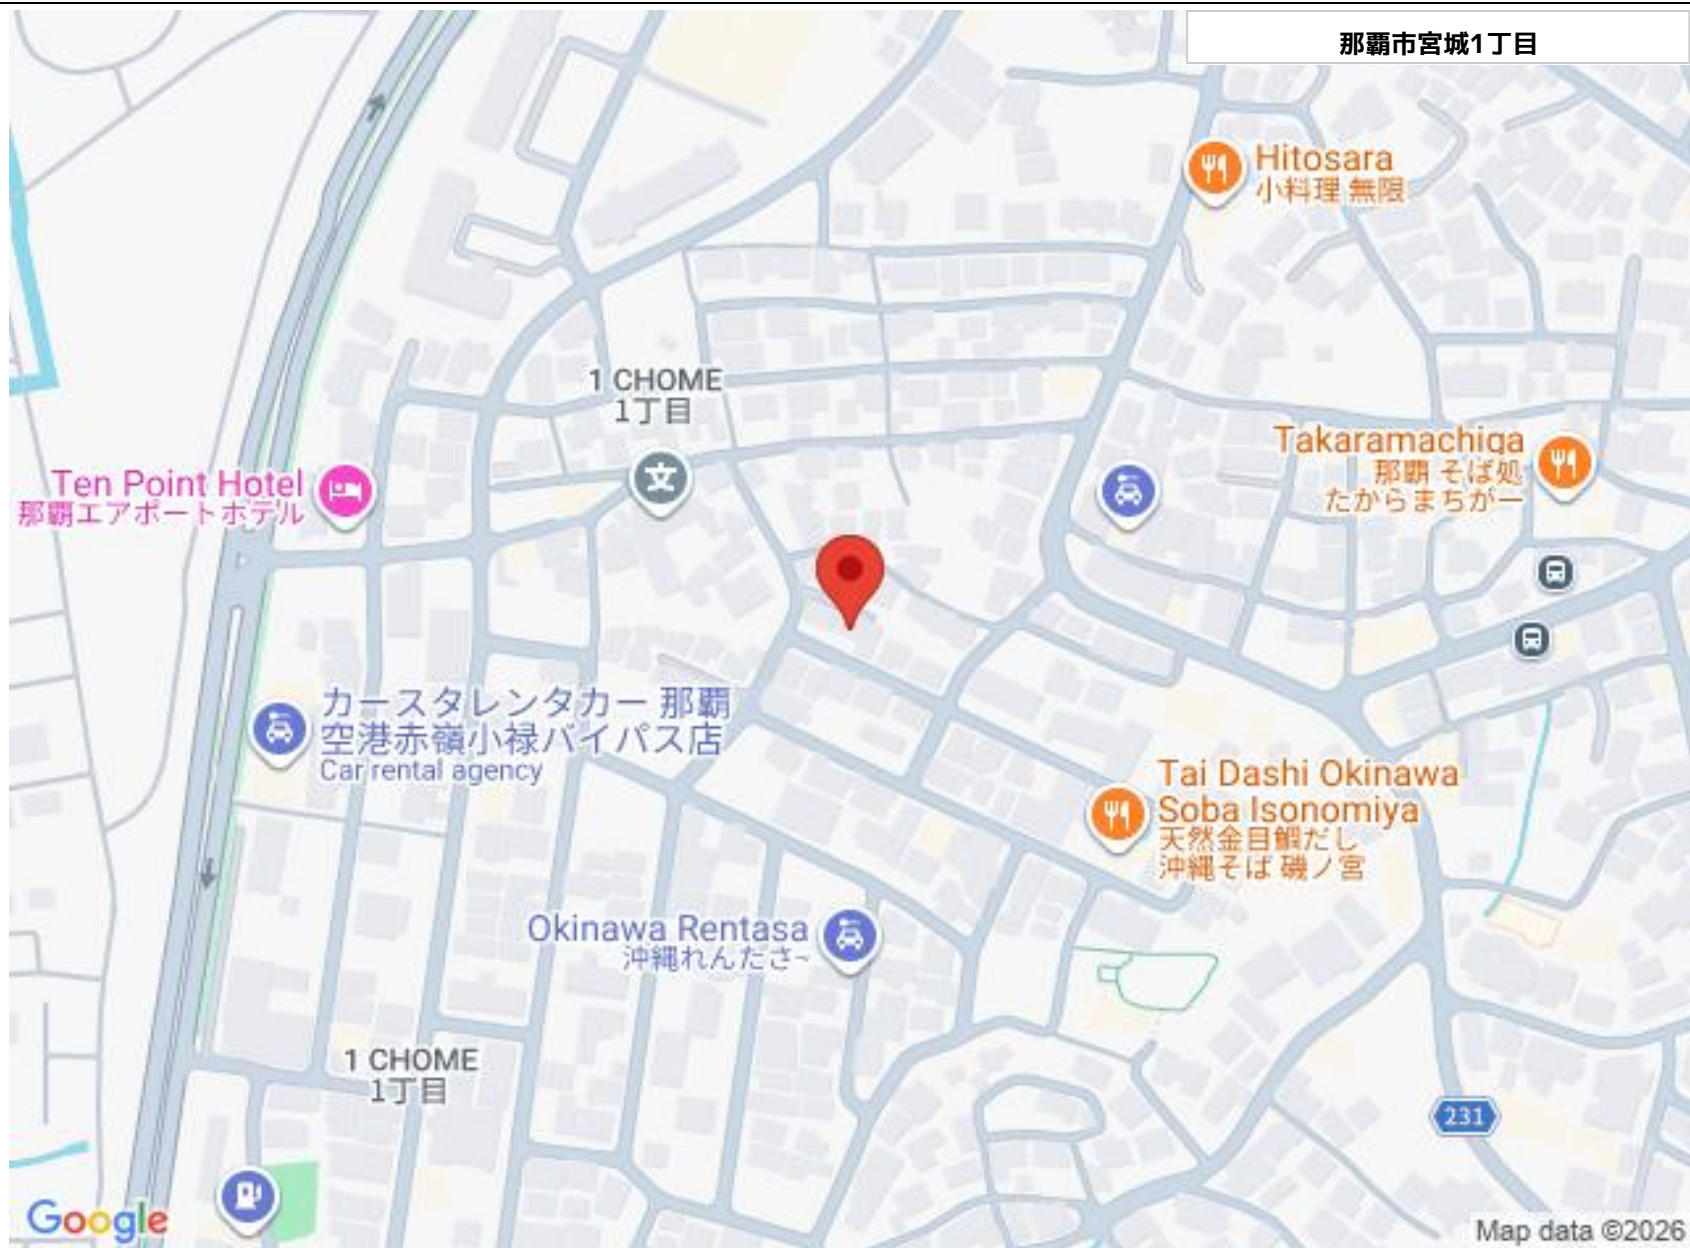 那覇市宮城1丁目
Hitosara
小料理 無限
1 CHOME
1丁目
Takaramachiga
那覇 そば処
たからまちがー
Ten Point Hotel
那覇エアポートホテル
文
カースタレンタカー 那覇
空港赤嶺小禄バイパス店
Car rental agency
Tai Dashi Okinawa
Soba Isonomiya
天然金目鯛だし
沖縄そば 磯ノ宮
Okinawa Rentasa
沖縄れんたさ~
1 CHOME
1丁目
231
Google
Map data ©2026